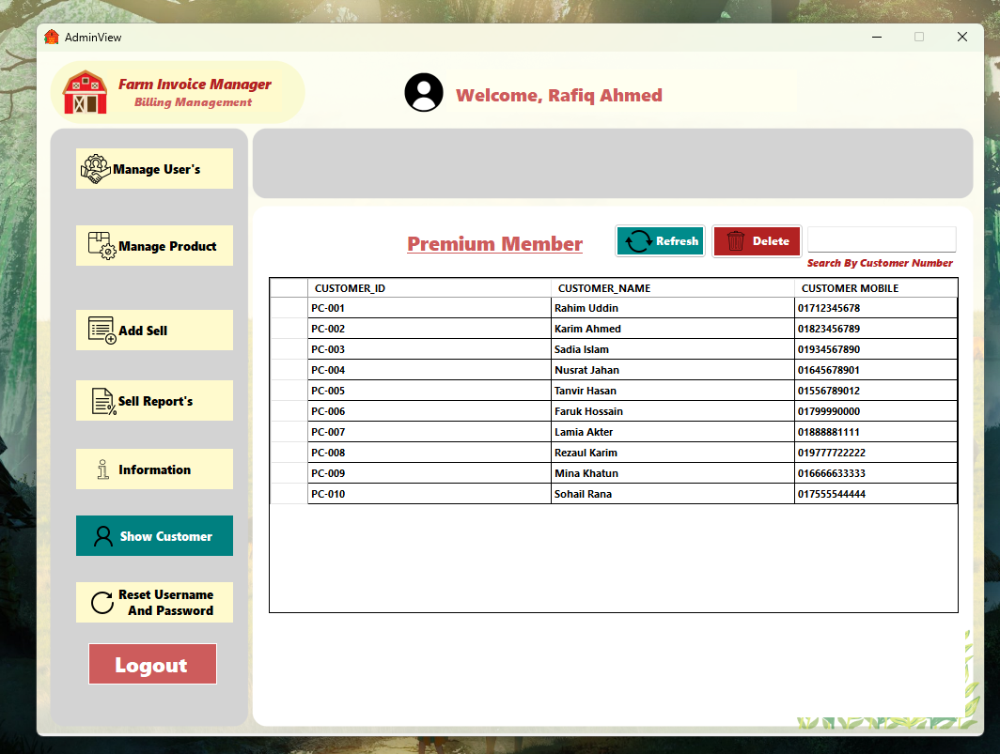 AdminView
Farm Invoice Manager
Billing Management
Welcome, Rafiq Ahmed
Manage User's
Manage Product
Add Sell
Sell Report's
Information
Show Customer
Reset Username
And Password
Logout
Premium Member
Refresh
Delete
Search By Customer Number
CUSTOMER_ID CUSTOMER_NAME CUSTOMER MOBILE
PC-001 Rahim Uddin 01712345678
PC-002 Karim Ahmed 01823456789
PC-003 Sadia Islam 01934567890
PC-004 Nusrat Jahan 01645678901
PC-005 Tanvir Hasan 01556789012
PC-006 Faruk Hossain 01799990000
PC-007 Lamia Akter 01888881111
PC-008 Rezaul Karim 019777722222
PC-009 Mina Khatun 016666633333
PC-010 Sohail Rana 017555544444